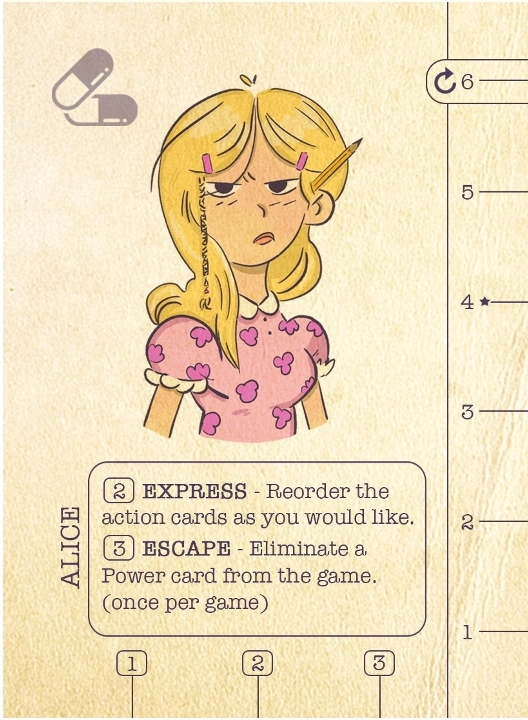 6
5
4
3
2
1
ALICE
2 EXPRESS - Reorder the
action cards as you would like.
3 ESCAPE - Eliminate a
Power card from the game.
(once per game)
1 2 3